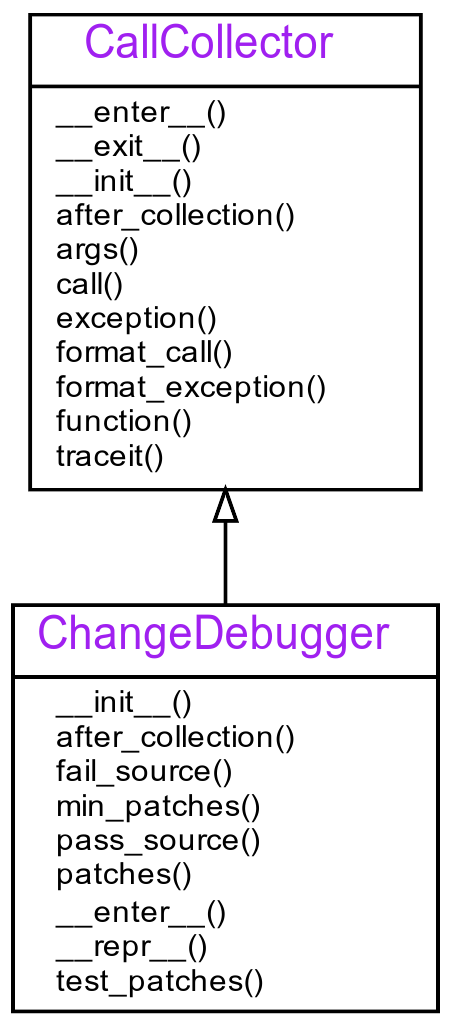 CallCollector
__enter__()
__exit__()
__init__()
after_collection()
args()
call()
exception()
format_call()
format_exception()
function()
traceit()
ChangeDebugger
__init__()
after_collection()
fail_source()
min_patches()
pass_source()
patches()
__enter__()
__repr__()
test_patches()